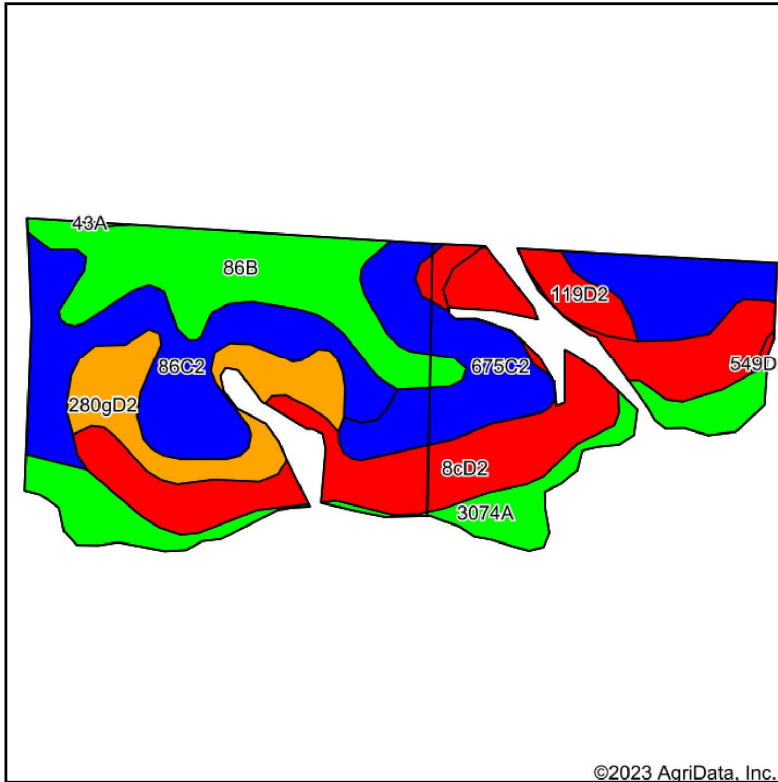 43A
86B
119D2
86C2
675C2
549D
280gD2
8cD2
3074A
©2023 AgriData, Inc.